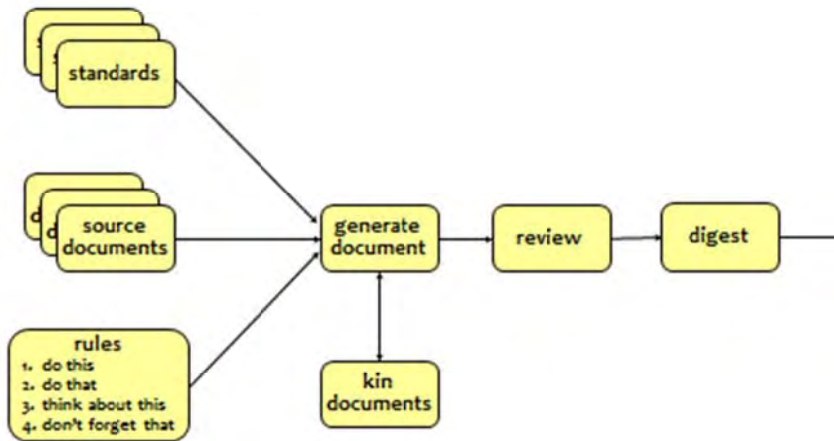 standards
source
documents
rules
1. do this
2. do that
3. think about this
4. don't forget that
generate
document
kin
documents
review
digest